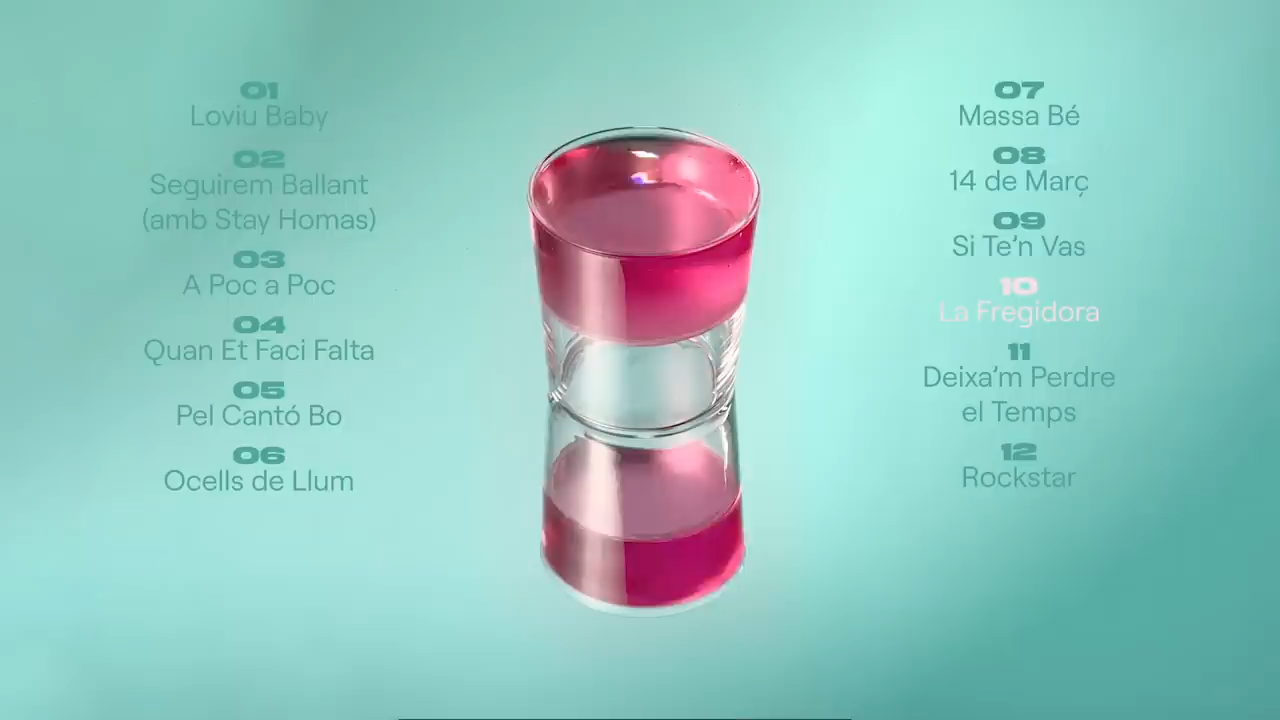 01
Loviu Baby
02
Seguirem Ballant
(amb Stay Homas)
03
A Poc a Poc
04
Quan Et Faci Falta
05
Pel Cantó Bo
06
Ocells de Llum
07
Massa Bé
08
14 de Març
09
Si Te’n Vas
10
La Fregidora
11
Deixa’m Perdre
el Temps
12
Rockstar